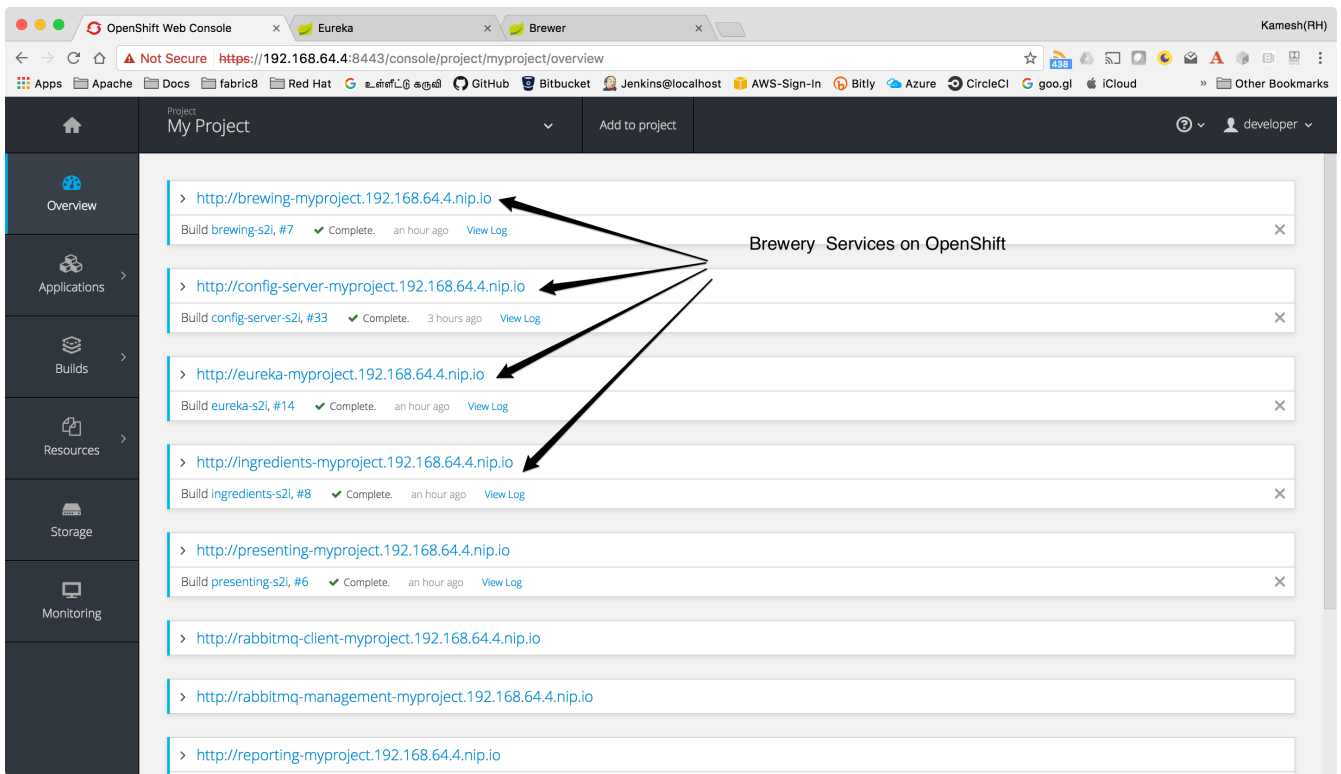 OpenShift Web Console
Eureka
Brewer
Kamesh(RH)
Not Secure https://192.168.64.4:8443/console/project/myproject/overview
438
Apps Apache Docs fabric8 Red Hat உள்ளீட்டு கருவி GitHub Bitbucket Jenkins@localhost AWS-Sign-In Bitly Azure CircleCI goo.gl iCloud » Other Bookmarks
Project
My Project
Add to project
developer
Overview
Applications
Builds
Resources
Storage
Monitoring
http://brewing-myproject.192.168.64.4.nip.io
Build brewing-s2i, #7 Complete. an hour ago View Log
Brewery Services on OpenShift
http://config-server-myproject.192.168.64.4.nip.io
Build config-server-s2i, #33 Complete. 3 hours ago View Log
http://eureka-myproject.192.168.64.4.nip.io
Build eureka-s2i, #14 Complete. an hour ago View Log
http://ingredients-myproject.192.168.64.4.nip.io
Build ingredients-s2i, #8 Complete. an hour ago View Log
http://presenting-myproject.192.168.64.4.nip.io
Build presenting-s2i, #6 Complete. an hour ago View Log
http://rabbitmq-client-myproject.192.168.64.4.nip.io
http://rabbitmq-management-myproject.192.168.64.4.nip.io
http://reporting-myproject.192.168.64.4.nip.io